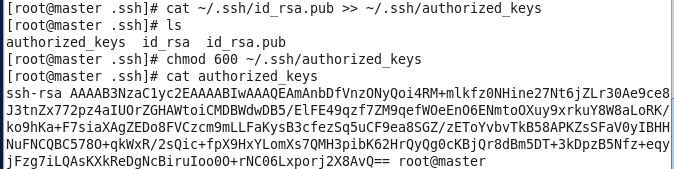 [root@master .ssh]# cat ~/.ssh/id_rsa.pub >> ~/.ssh/authorized_keys
[root@master .ssh]# ls
authorized_keys  id_rsa  id_rsa.pub
[root@master .ssh]# chmod 600 ~/.ssh/authorized_keys
[root@master .ssh]# cat authorized_keys
ssh-rsa AAAAB3NzaC1yc2EAAAABIwAAAQEAmAnbDfVnzONyQoi4RM+mlkfz0NHine27Nt6jZLr30Ae9ce8
J3tnZx772pz4aIUOrZGHAWtoiCMDBWdwDB5/ElFE49qzf7ZM9qefWOeEnO6ENmtoOXuy9xrkuY8W8aLoRK/
ko9hKa+F7siaXAgZEDo8FVCzcm9mLLFaKysB3cfezSq5uCF9ea8SGZ/zEToYvbvTkB58APKZsSFaV0yIBHH
NuFNCQBC578O+qkWxR/2sQic+fpX9HxYLomXs7QMH3pibK62HrQyQg0cKBjQr8dBm5DT+3kDpzB5Nfz+eqy
jFzg7iLQAsKXkReDgNcBiruIoo0O+rNC06Lxporj2X8AvQ== root@master